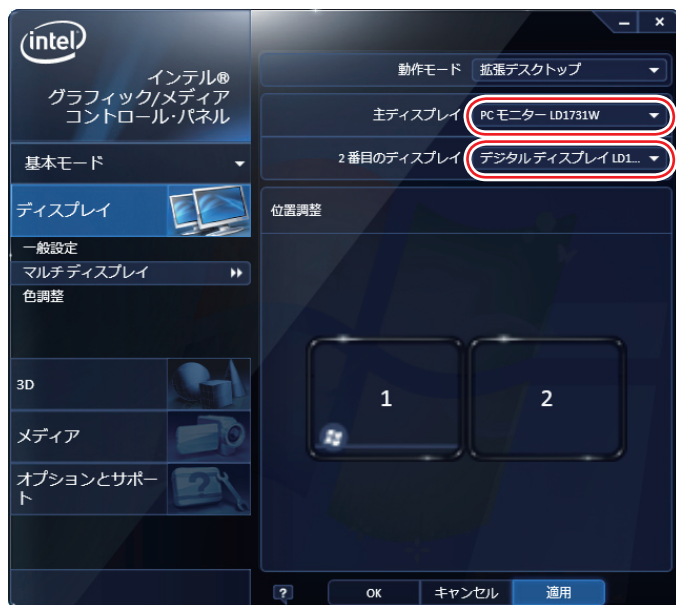 intel
インテル®
グラフィック/メディア
コントロール・パネル
基本モード
ディスプレイ
一般設定
マルチディスプレイ
色調整
3D
メディア
オプションとサポー
ト
動作モード 拡張デスクトップ
主ディスプレイ PC モニター LD1731W
2 番目のディスプレイ デジタル ディスプレイ LD1...
位置調整
1 2
? OK キャンセル 適用